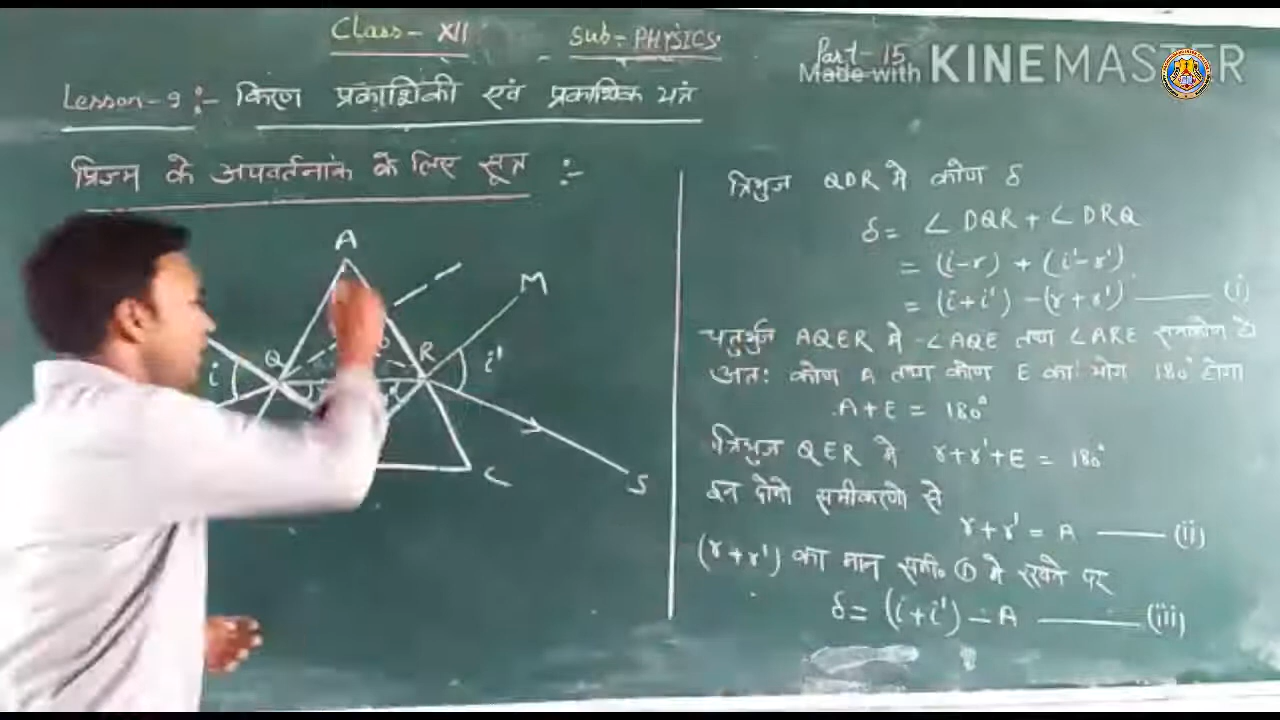 Class- XII
Sub- PHYSICS
Part- 15
Made with KINEMASTER
Lesson-9 :- किरण प्रकाशिकी एवं प्रकाशिक यंत्र
प्रिज्म के अपवर्तनांक के लिए सूत्र :-
A
M
Q
D
R
i
i'
r
C
S
त्रिभुज QDR मे कोण δ
δ = ∠ DQR + ∠ DRQ
= (i-r) + (i'-r')
= (i+i') -(r+r') ——— (i)
चतुर्भुज AQER मे ∠AQE तथा ∠ARE समकोण है।
अतः कोण A तथा कोण E का योग 180° होगा
A+E = 180°
त्रिभुज QER मे r+r'+E = 180°
इन दोनो समीकरणो से
r+r' = A ——— (ii)
(r+r') का मान समी० (i) मे रखने पर
δ = (i+i') - A ——— (iii)